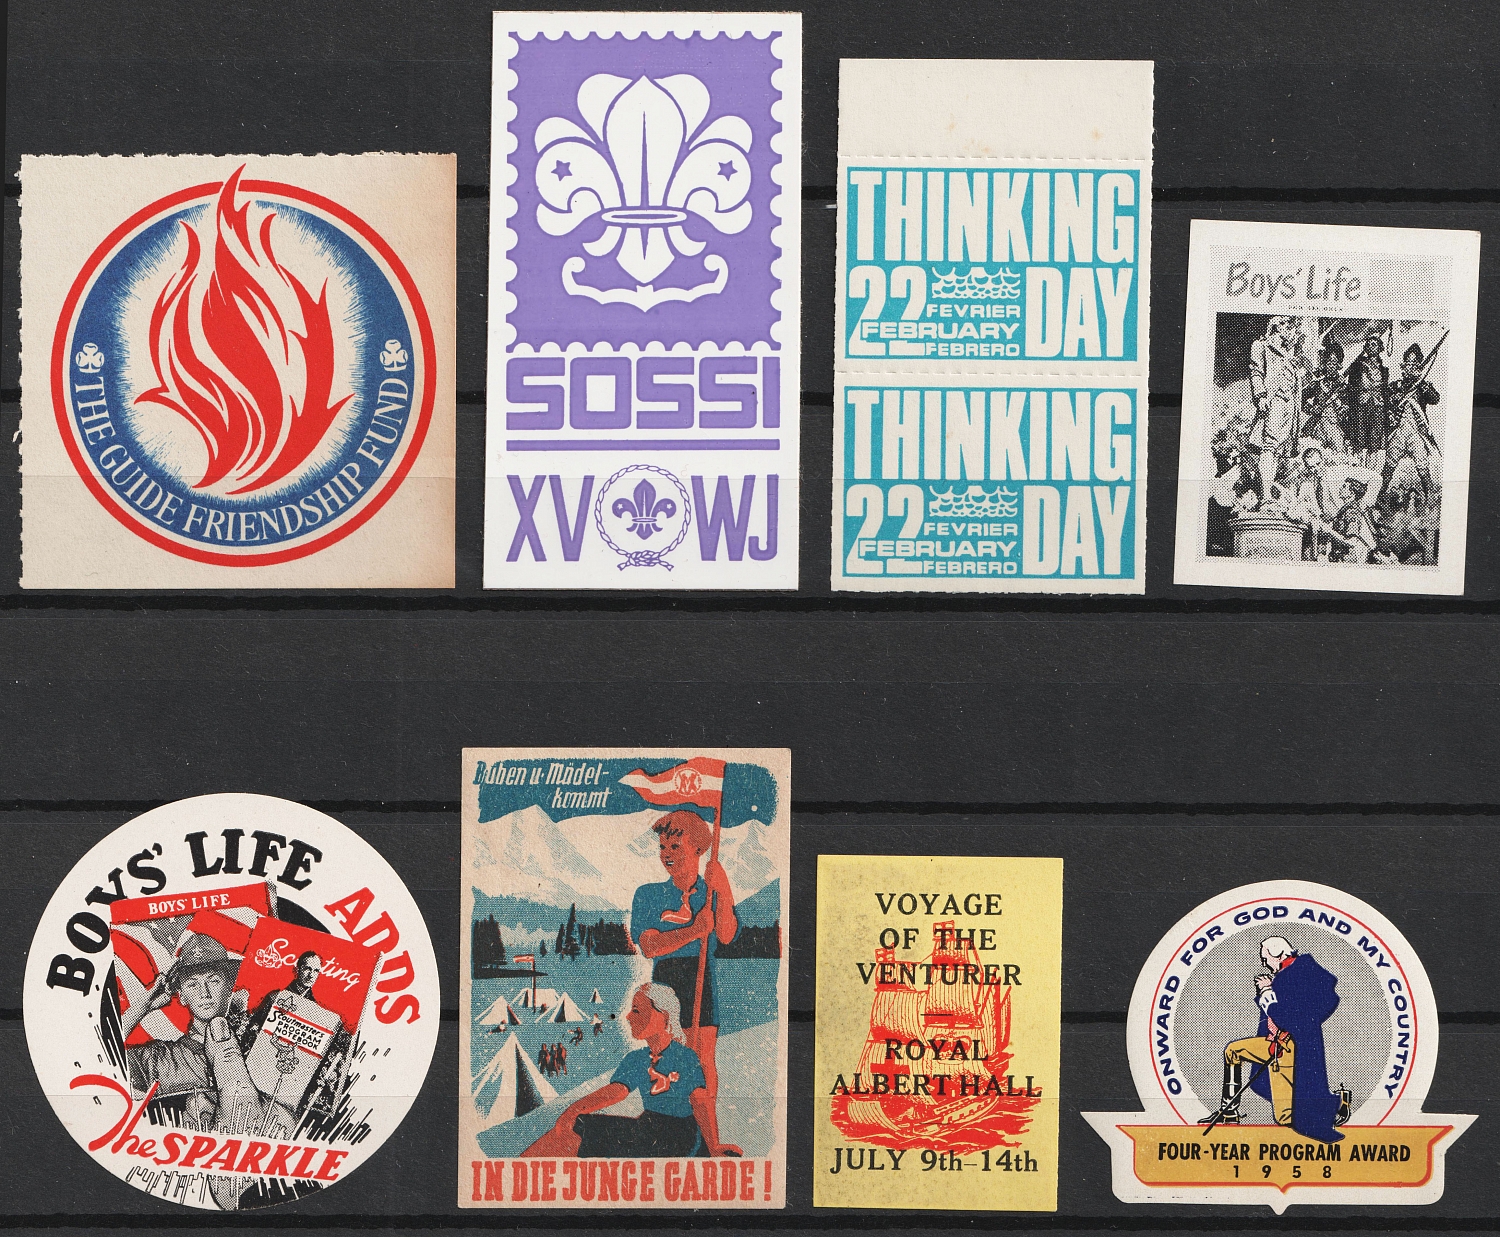 THE GUIDE FRIENDSHIP FUND
SOSSI
XV WJ
THINKING
22 DAY
FEVRIER
FEBRUARY
FEBRERO
THINKING
22 DAY
FEVRIER
FEBRUARY
FEBRERO
Boys' Life
BOYS' LIFE ADDS
BOYS' LIFE
Scouting
Scoutmaster's
PROGRAM
NOTEBOOK
The SPARKLE
Buben u. Mädel-
kommt
IN DIE JUNGE GARDE!
VOYAGE
OF THE
VENTURER
—
ROYAL
ALBERT HALL
JULY 9th-14th
ONWARD FOR GOD AND MY COUNTRY
FOUR-YEAR PROGRAM AWARD
1958